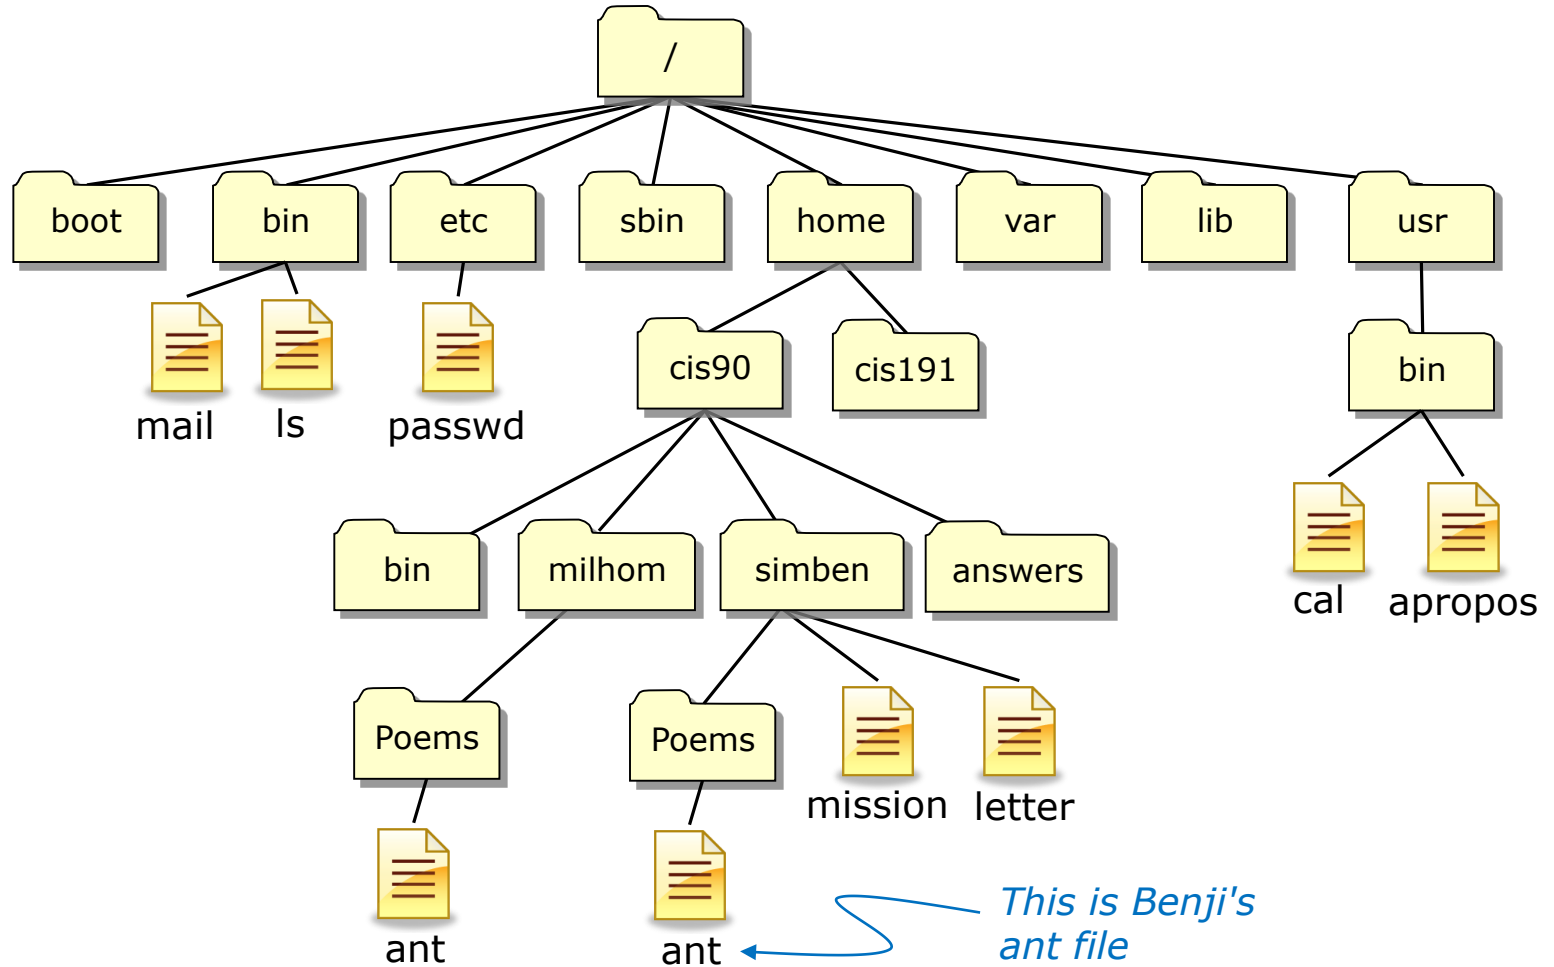 /
boot
bin
etc
sbin
home
var
lib
usr
mail
ls
passwd
cis90
cis191
bin
bin
milhom
simben
answers
cal
apropos
Poems
Poems
mission
letter
ant
ant
This is Benji's
ant file